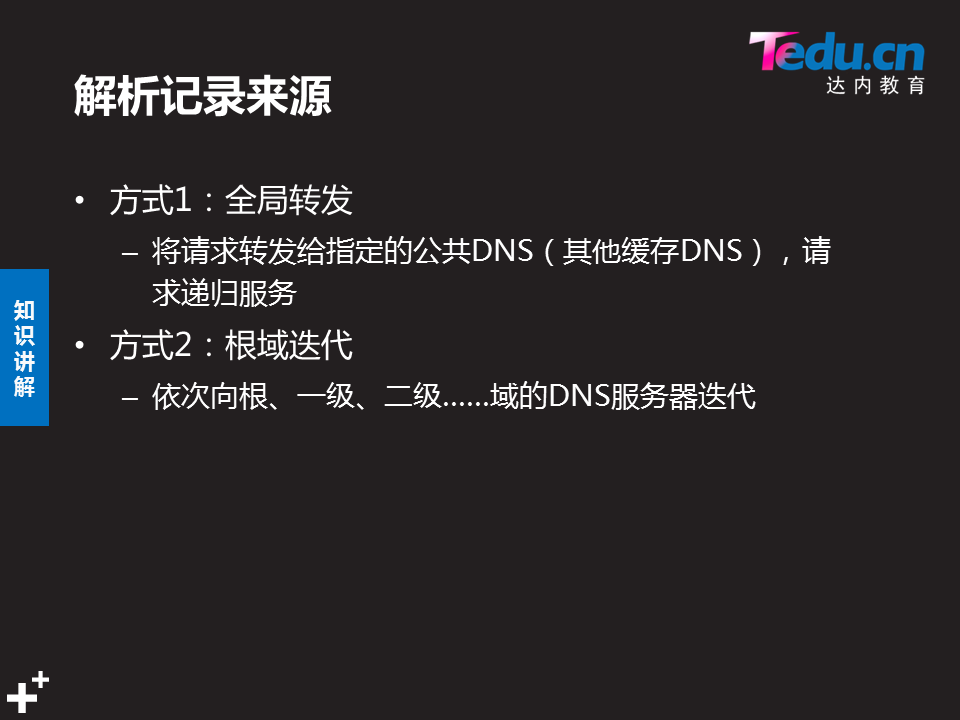 Tedu.cn
达内教育
解析记录来源
• 方式1：全局转发
– 将请求转发给指定的公共DNS（其他缓存DNS），请
求递归服务
• 方式2：根域迭代
– 依次向根、一级、二级……域的DNS服务器迭代
知
识
讲
解